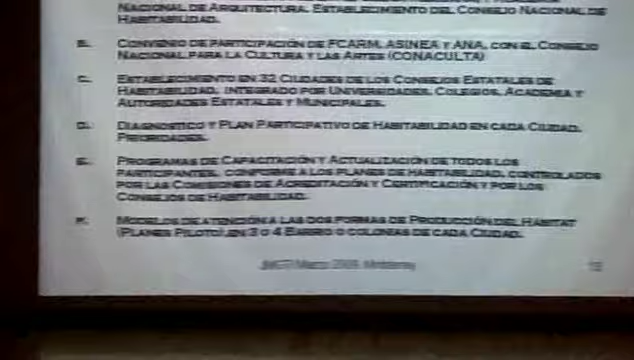 NACIONAL DE ARQUITECTURA. ESTABLECIMIENTO DEL CONSEJO NACIONAL DE
HABITABILIDAD.
B. CONVENIO DE PARTICIPACIÓN DE FCARM, ASINEA Y ANA, CON EL CONSEJO
NACIONAL PARA LA CULTURA Y LAS ARTES (CONACULTA)
C. ESTABLECIMIENTO EN 32 CIUDADES DE LOS CONSEJOS ESTATALES DE
HABITABILIDAD, INTEGRADO POR UNIVERSIDADES, COLEGIOS, ACADEMIA Y
AUTORIDADES ESTATALES Y MUNICIPALES.
D. DIAGNOSTICO Y PLAN PARTICIPATIVO DE HABITABILIDAD EN CADA CIUDAD.
PRIORIDADES.
E. PROGRAMAS DE CAPACITACIÓN Y ACTUALIZACIÓN DE TODOS LOS
PARTICIPANTES, CONFORME A LOS PLANES DE HABITABILIDAD, CONTROLADOS
POR LAS COMISIONES DE ACREDITACIÓN Y CERTIFICACIÓN Y POR LOS
CONSEJOS DE HABITABILIDAD.
F. MODELOS DE ATENCIÓN A LAS DOS FORMAS DE PRODUCCIÓN DEL HÁBITAT
(PLANES PILOTO) EN 3 O 4 BARRIO O COLONIAS DE CADA CIUDAD.
Monterrey